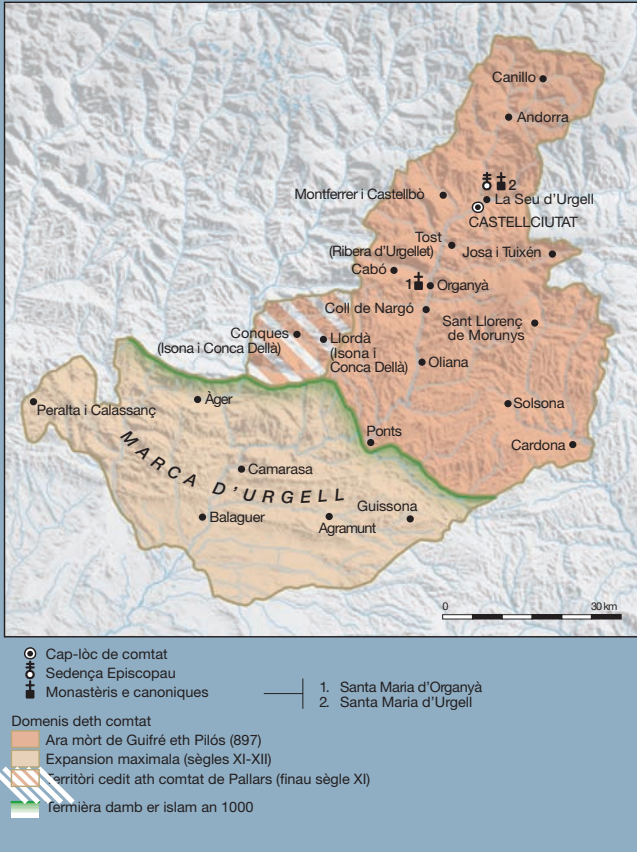 Canillo
Andorra
2
Montferrer i Castellbò
La Seu d'Urgell
CASTELLCIUTAT
Tost
(Ribera d'Urgellet)
Josa i Tuixén
Cabó
1
Organyà
Coll de Nargó
Sant Llorenç
de Morunys
Conques
(Isona i Conca Dellà)
Llordà
(Isona i
Conca Dellà)
Oliana
Àger
Peralta i Calassanç
Solsona
Ponts
Cardona
MARCA D'URGELL
Camarasa
Guissona
Balaguer
Agramunt
0 30 km
Cap-lòc de comtat
Sedença Episcopau
Monastèris e canoniques
1. Santa Maria d'Organyà
2. Santa Maria d'Urgell
Domenis deth comtat
Ara mòrt de Guifré eth Pilós (897)
Expansion maximala (sègles XI-XII)
Territòri cedit ath comtat de Pallars (finau sègle XI)
Termièra damb er islam an 1000